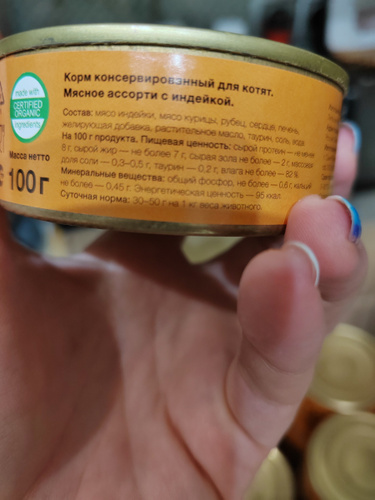 made with
CERTIFIED
ORGANIC
ingredients
Масса нетто
100 г
Корм консервированный для котят.
Мясное ассорти с индейкой.
Состав: мясо индейки, мясо курицы, рубец, сердце, печень,
желирующая добавка, растительное масло, таурин, соль, вода
На 100 г продукта. Пищевая ценность: сырой протеин – не менее
8 г, сырой жир — не более 7 г, сырая зола не более — 2 г, массовая
доля соли — 0,3–0,5 г, таурин — 0.2 г, влага не более — 82 %
Минеральные вещества: общий фосфор, не более — 0,6 г кальций
не более — 0,45 г. Энергетическая ценность — 95 ккал
Суточная норма: 30–50 г на 1 кг веса животного.